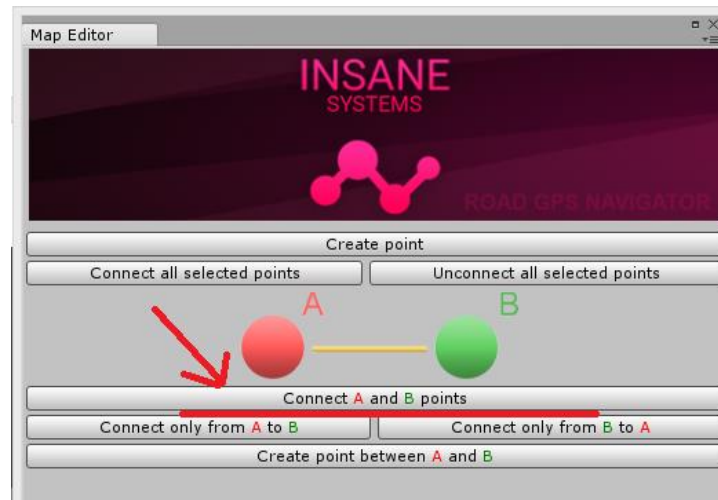 Map Editor
INSANE
SYSTEMS
ROAD GPS NAVIGATOR
Create point
Connect all selected points
Unconnect all selected points
A
B
Connect A and B points
Connect only from A to B
Connect only from B to A
Create point between A and B